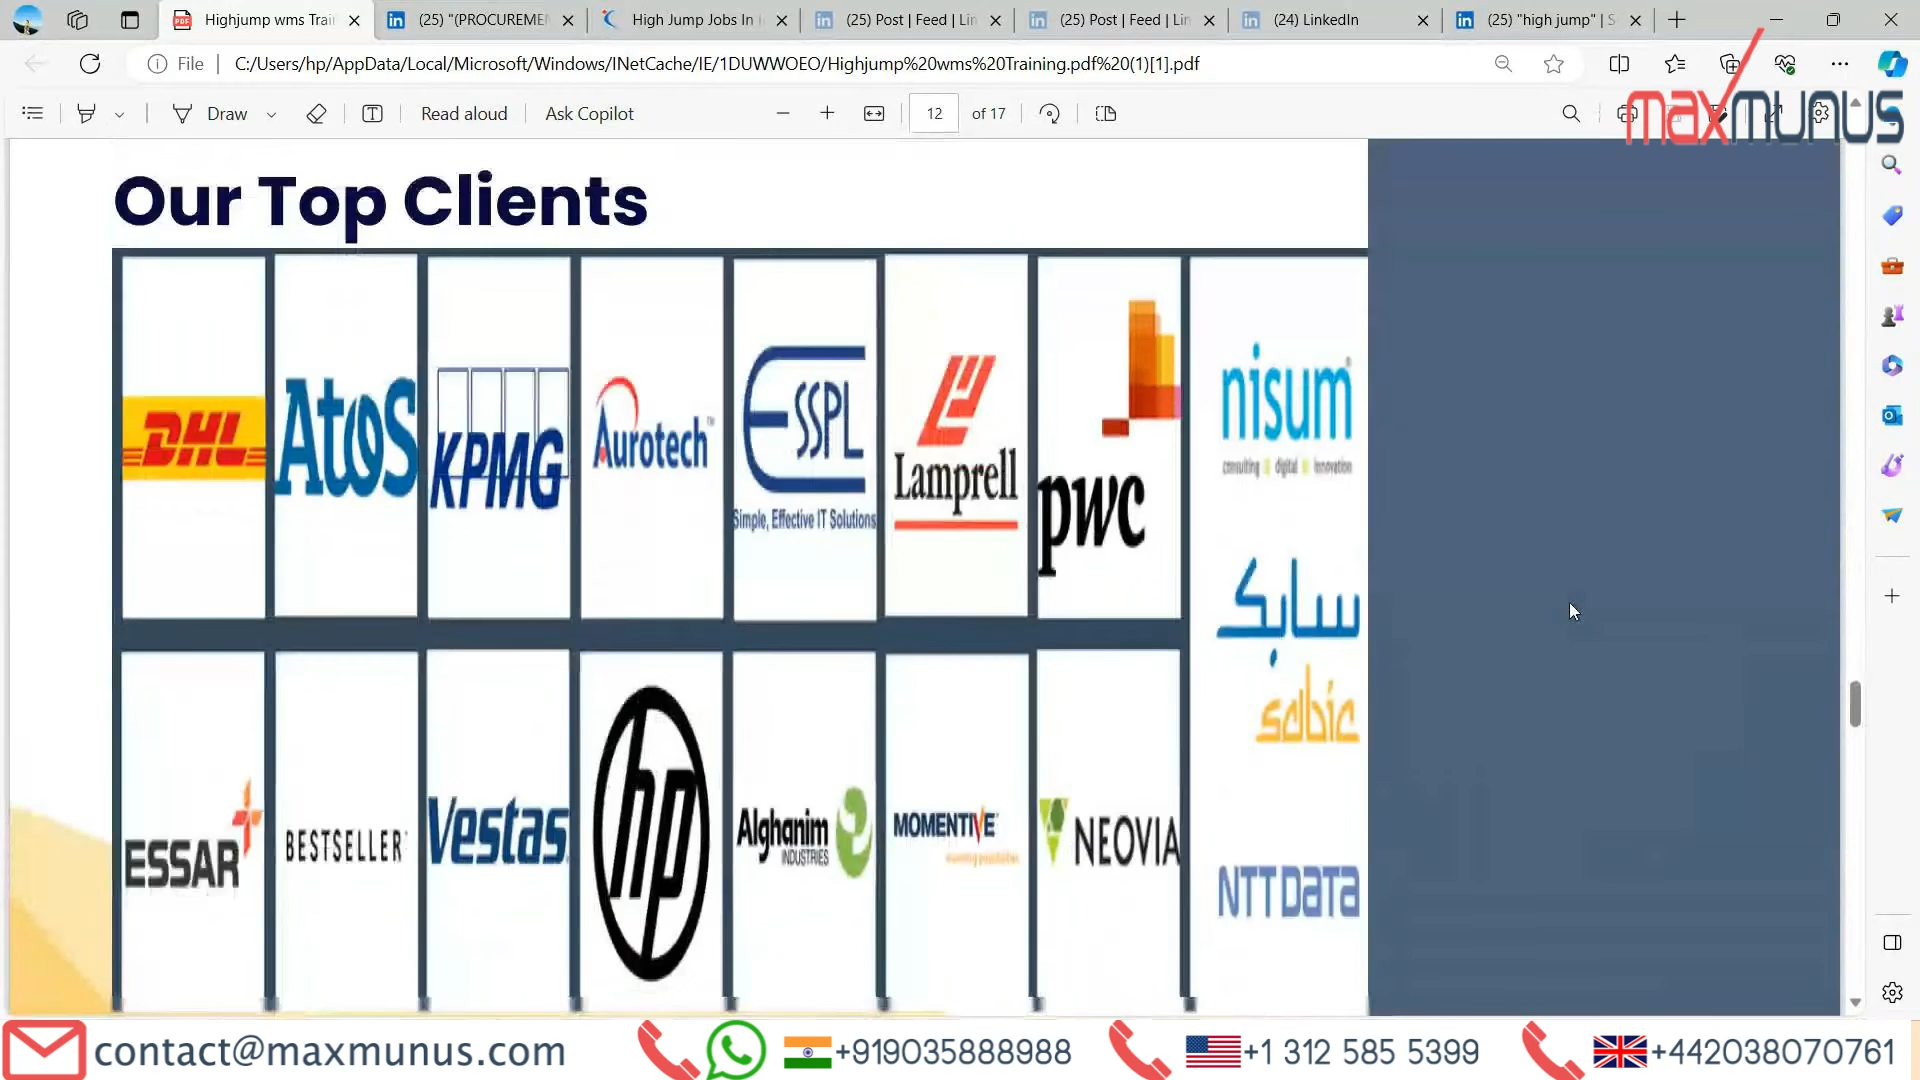 Highjump wms Trai
(25) "(PROCUREMEN
High Jump Jobs In
(25) Post | Feed | Lin
(25) Post | Feed | Lin
(24) LinkedIn
(25) "high jump" | S
File
C:/Users/hp/AppData/Local/Microsoft/Windows/INetCache/IE/1DUWWOEO/Highjump%20wms%20Training.pdf%20(1)[1].pdf
Draw
Read aloud
Ask Copilot
12 of 17
maxmunus
Our Top Clients
DHL
Atos
KPMG
Aurotech™
ESSPL
Simple, Effective IT Solutions
Lamprell
pwc
nisum
consulting digital innovation
سابك
sabic
ESSAR
BESTSELLER
Vestas
hp
Alghanim
INDUSTRIES
MOMENTIVE
NEOVIA
NTT DATA
contact@maxmunus.com
+919035888988
+1 312 585 5399
+442038070761